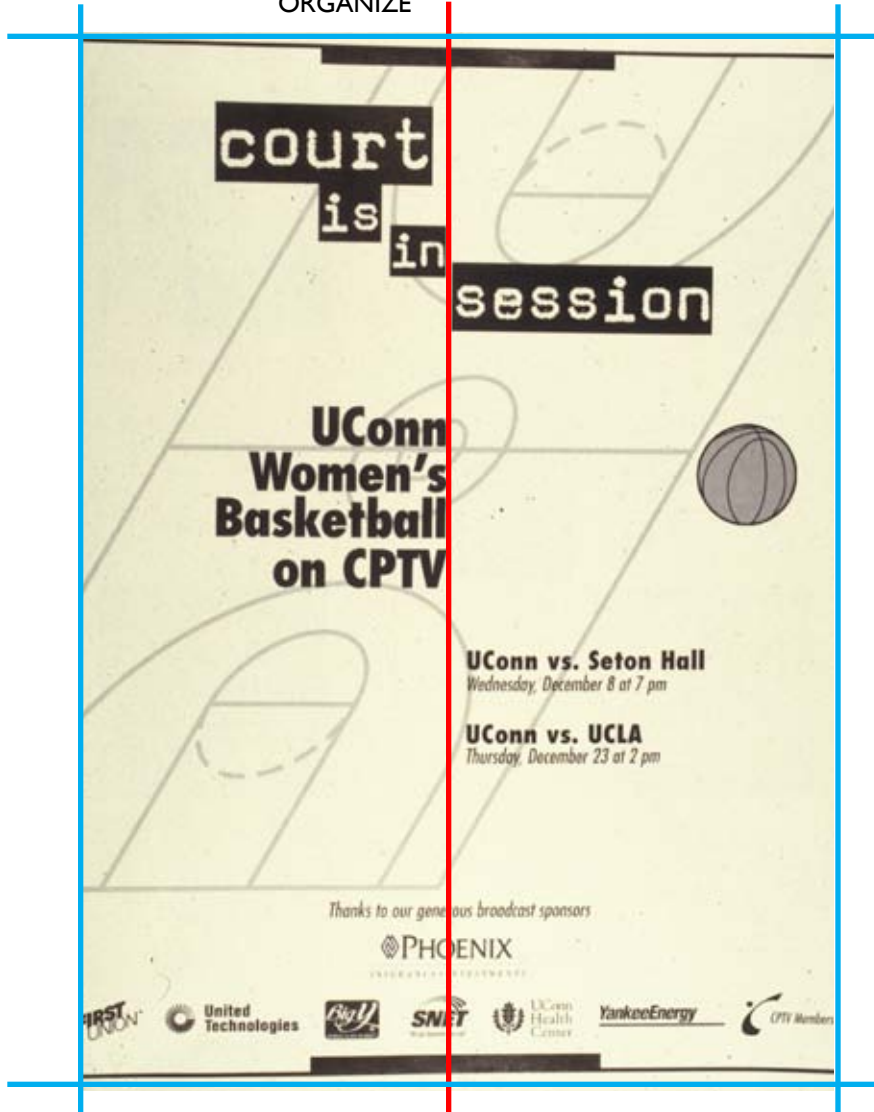 ORGANIZE
court
is
in
session
UConn
Women's
Basketball
on CPTV
UConn vs. Seton Hall
Wednesday, December 8 at 7 pm
UConn vs. UCLA
Thursday, December 23 at 2 pm
Thanks to our generous broadcast sponsors
PHOENIX
FIRST
UNION
United
Technologies
Big Y
SNET
UConn
Health
Center
YankeeEnergy
CPTV Members